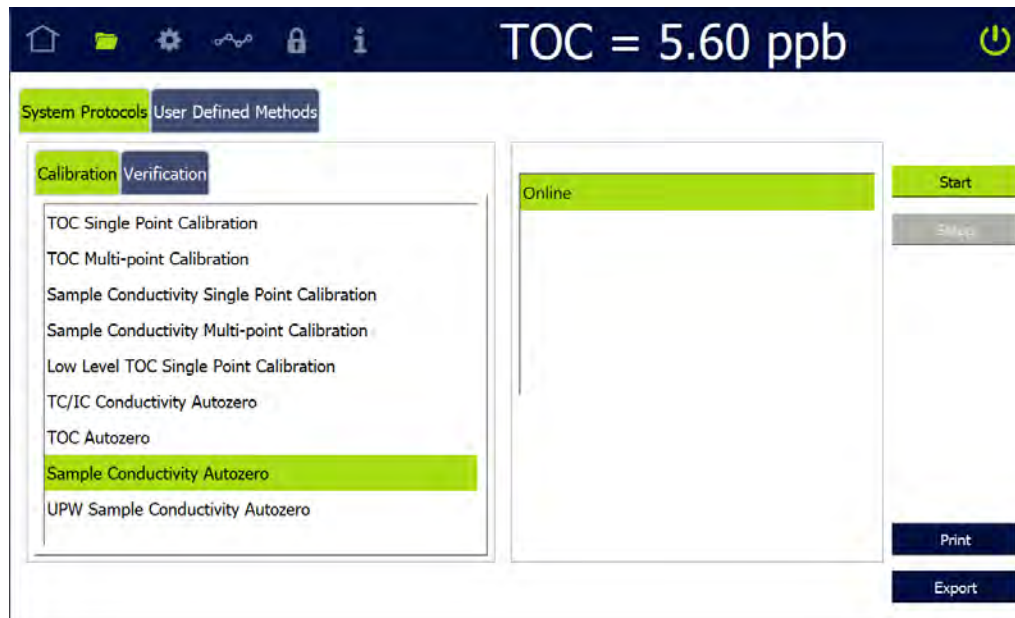 TOC = 5.60 ppb
System Protocols User Defined Methods
Calibration Verification
TOC Single Point Calibration
TOC Multi-point Calibration
Sample Conductivity Single Point Calibration
Sample Conductivity Multi-point Calibration
Low Level TOC Single Point Calibration
TC/IC Conductivity Autozero
TOC Autozero
Sample Conductivity Autozero
UPW Sample Conductivity Autozero
Online
Start
Print
Export